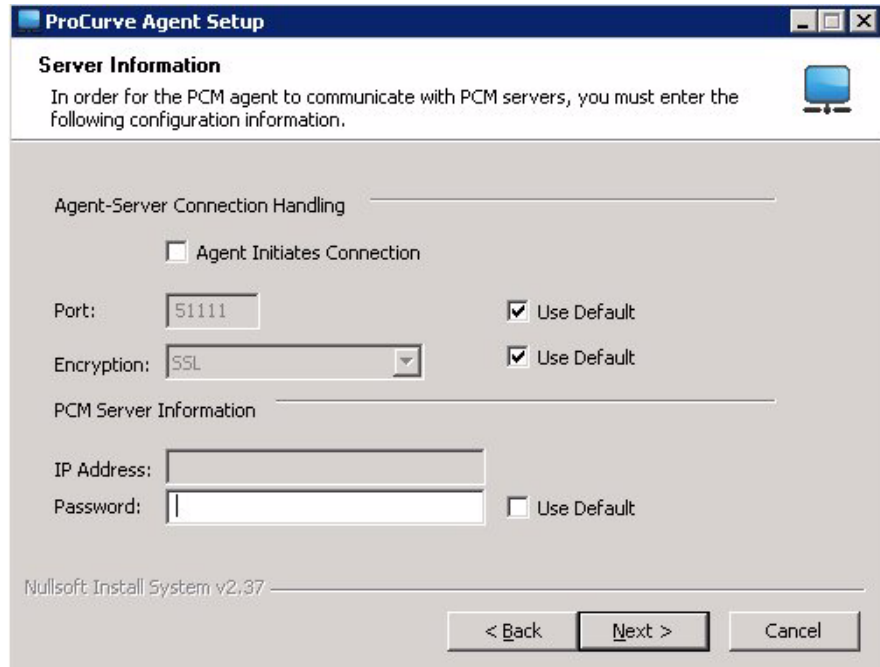 ProCurve Agent Setup
Server Information
In order for the PCM agent to communicate with PCM servers, you must enter the
following configuration information.
Agent-Server Connection Handling
Agent Initiates Connection
Port: 51111 Use Default
Encryption: SSL Use Default
PCM Server Information
IP Address:
Password: Use Default
Nullsoft Install System v2.37
< Back Next > Cancel